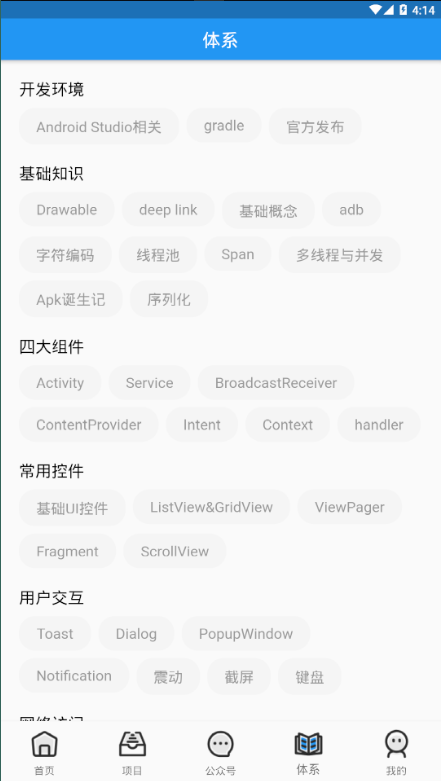 4:14
体系
开发环境
Android Studio相关 gradle 官方发布
基础知识
Drawable deep link 基础概念 adb
字符编码 线程池 Span 多线程与并发
Apk诞生记 序列化
四大组件
Activity Service BroadcastReceiver
ContentProvider Intent Context handler
常用控件
基础UI控件 ListView&GridView ViewPager
Fragment ScrollView
用户交互
Toast Dialog PopupWindow
Notification 震动 截屏 键盘
网络访问
首页 项目 公众号 体系 我的